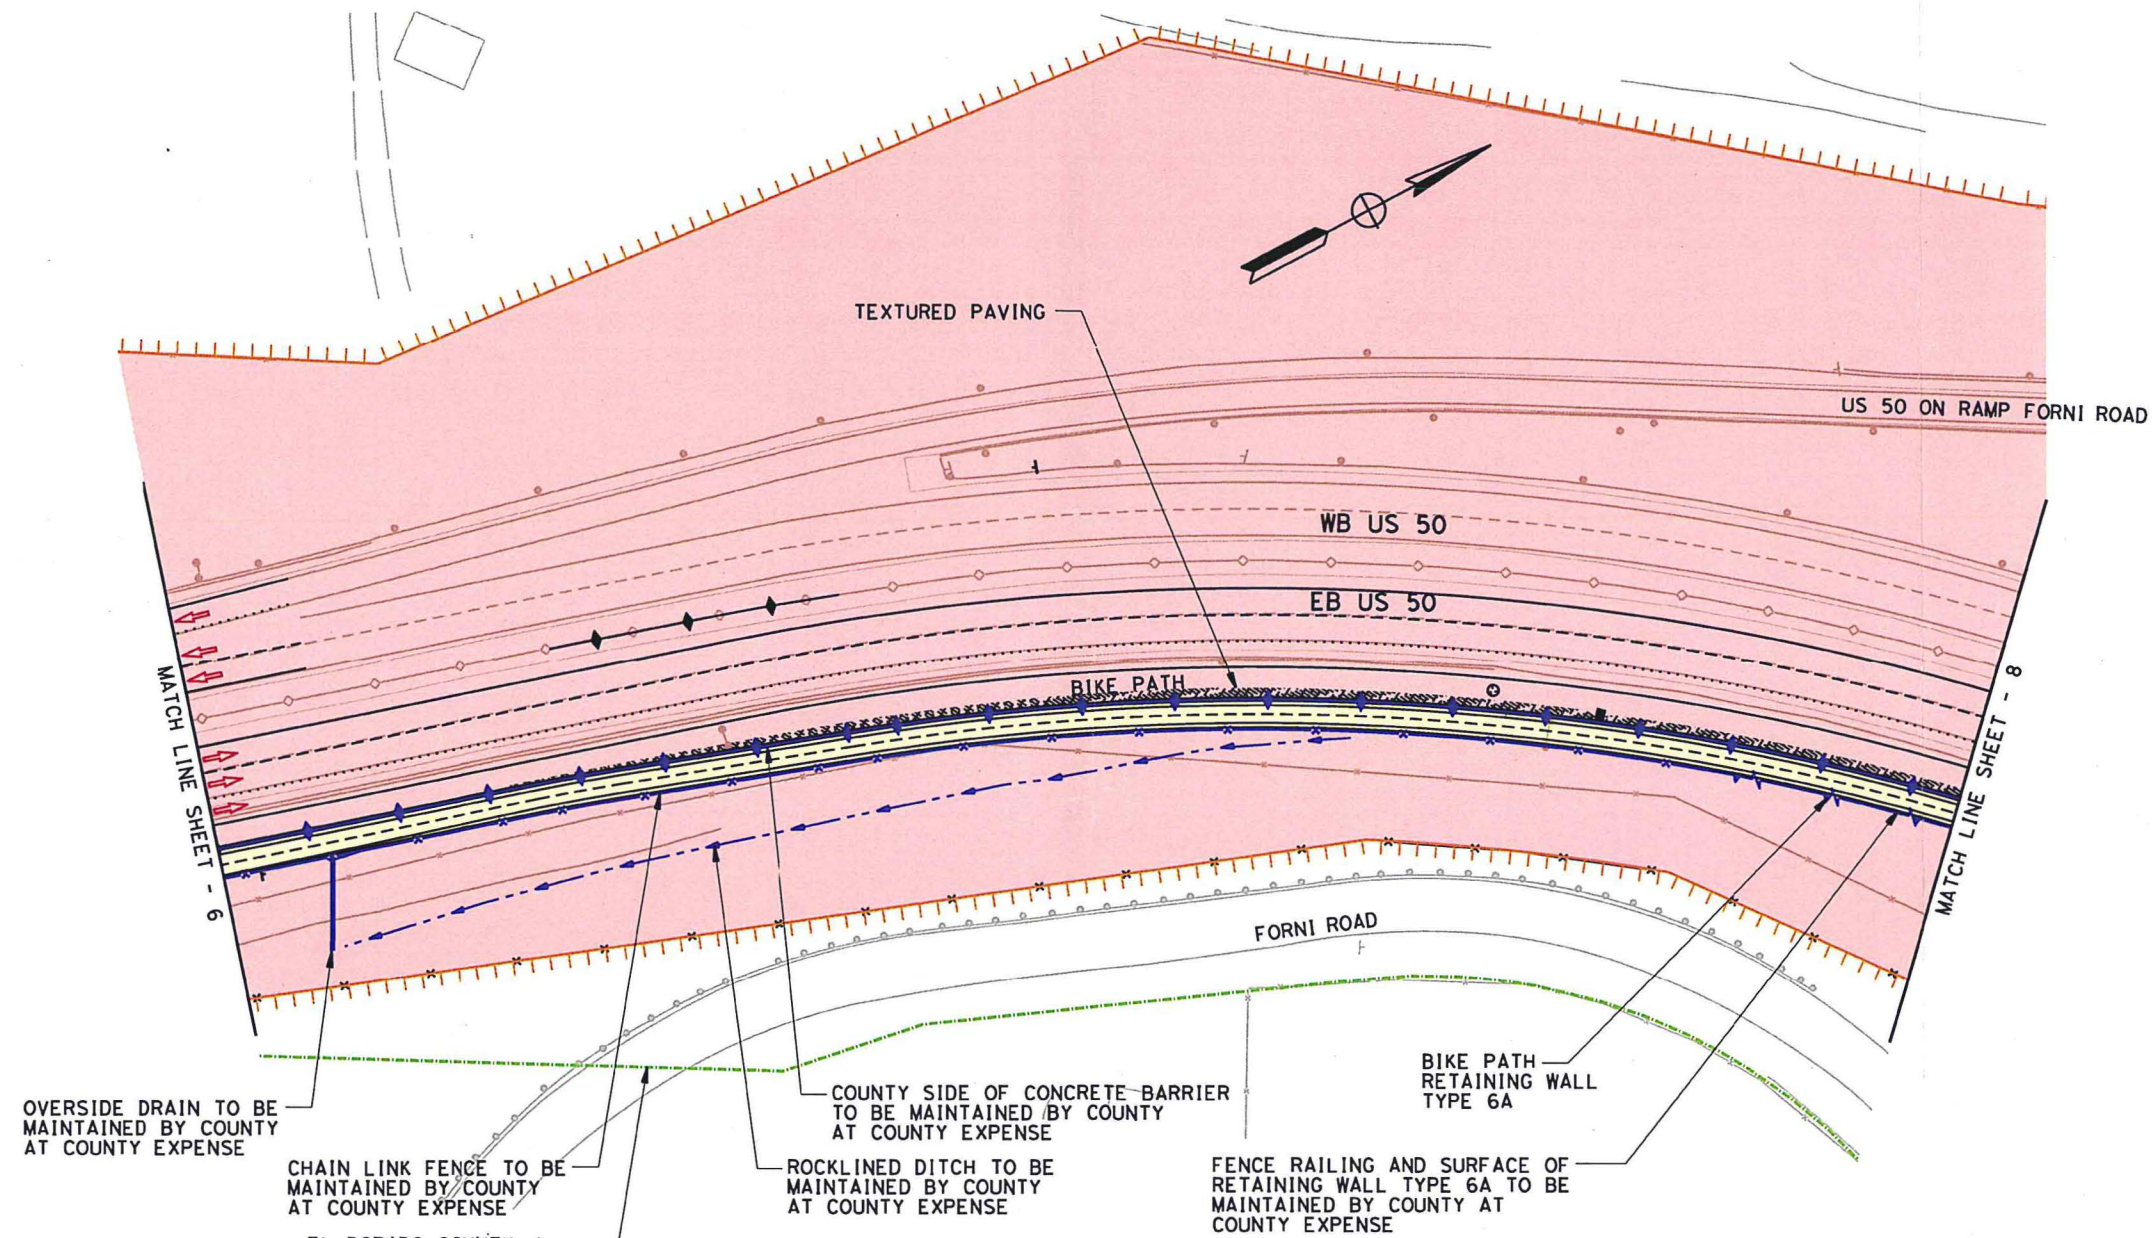 TEXTURED PAVING
US 50 ON RAMP FORNI ROAD
WB US 50
EB US 50
BIKE PATH
MATCH LINE SHEET - 6
MATCH LINE SHEET - 8
FORNI ROAD
OVERSIDE DRAIN TO BE
MAINTAINED BY COUNTY
AT COUNTY EXPENSE
CHAIN LINK FENCE TO BE
MAINTAINED BY COUNTY
AT COUNTY EXPENSE
COUNTY SIDE OF CONCRETE BARRIER
TO BE MAINTAINED BY COUNTY
AT COUNTY EXPENSE
ROCKLINED DITCH TO BE
MAINTAINED BY COUNTY
AT COUNTY EXPENSE
BIKE PATH
RETAINING WALL
TYPE 6A
FENCE RAILING AND SURFACE OF
RETAINING WALL TYPE 6A TO BE
MAINTAINED BY COUNTY AT
COUNTY EXPENSE